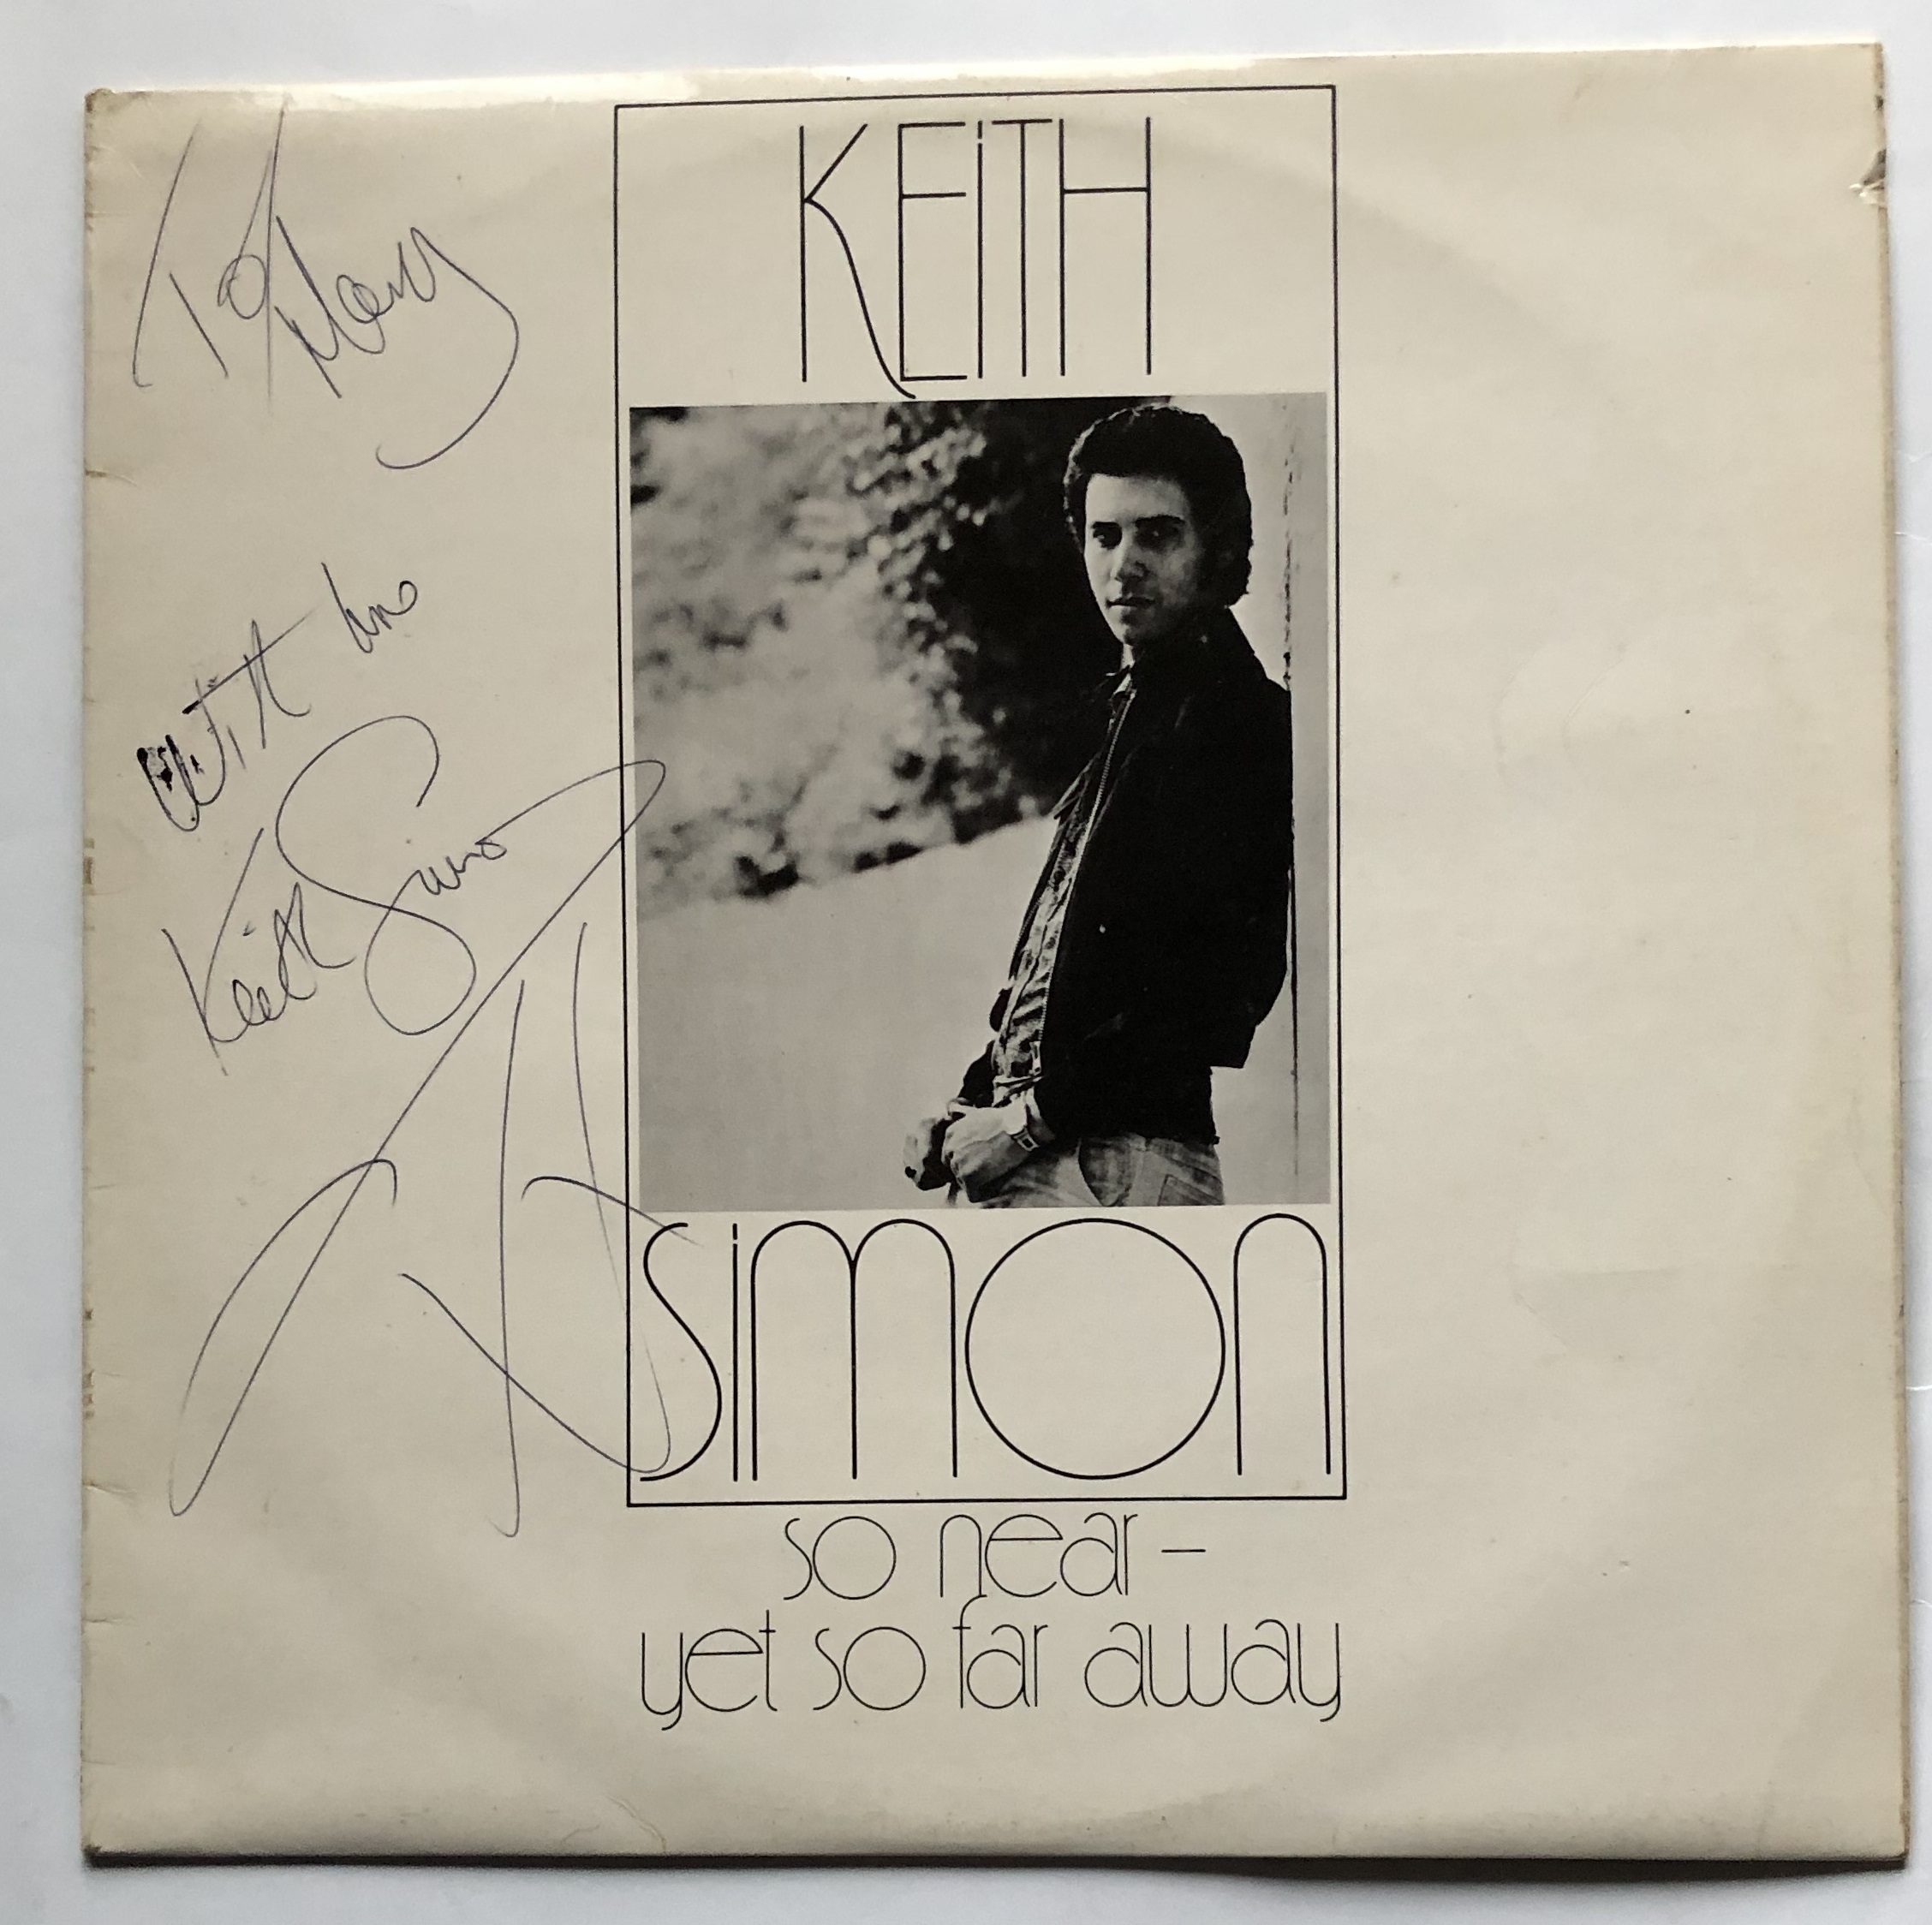 To Mary
With love
Keith Simon
KEiTH
SimOn
so near –
yet so far away